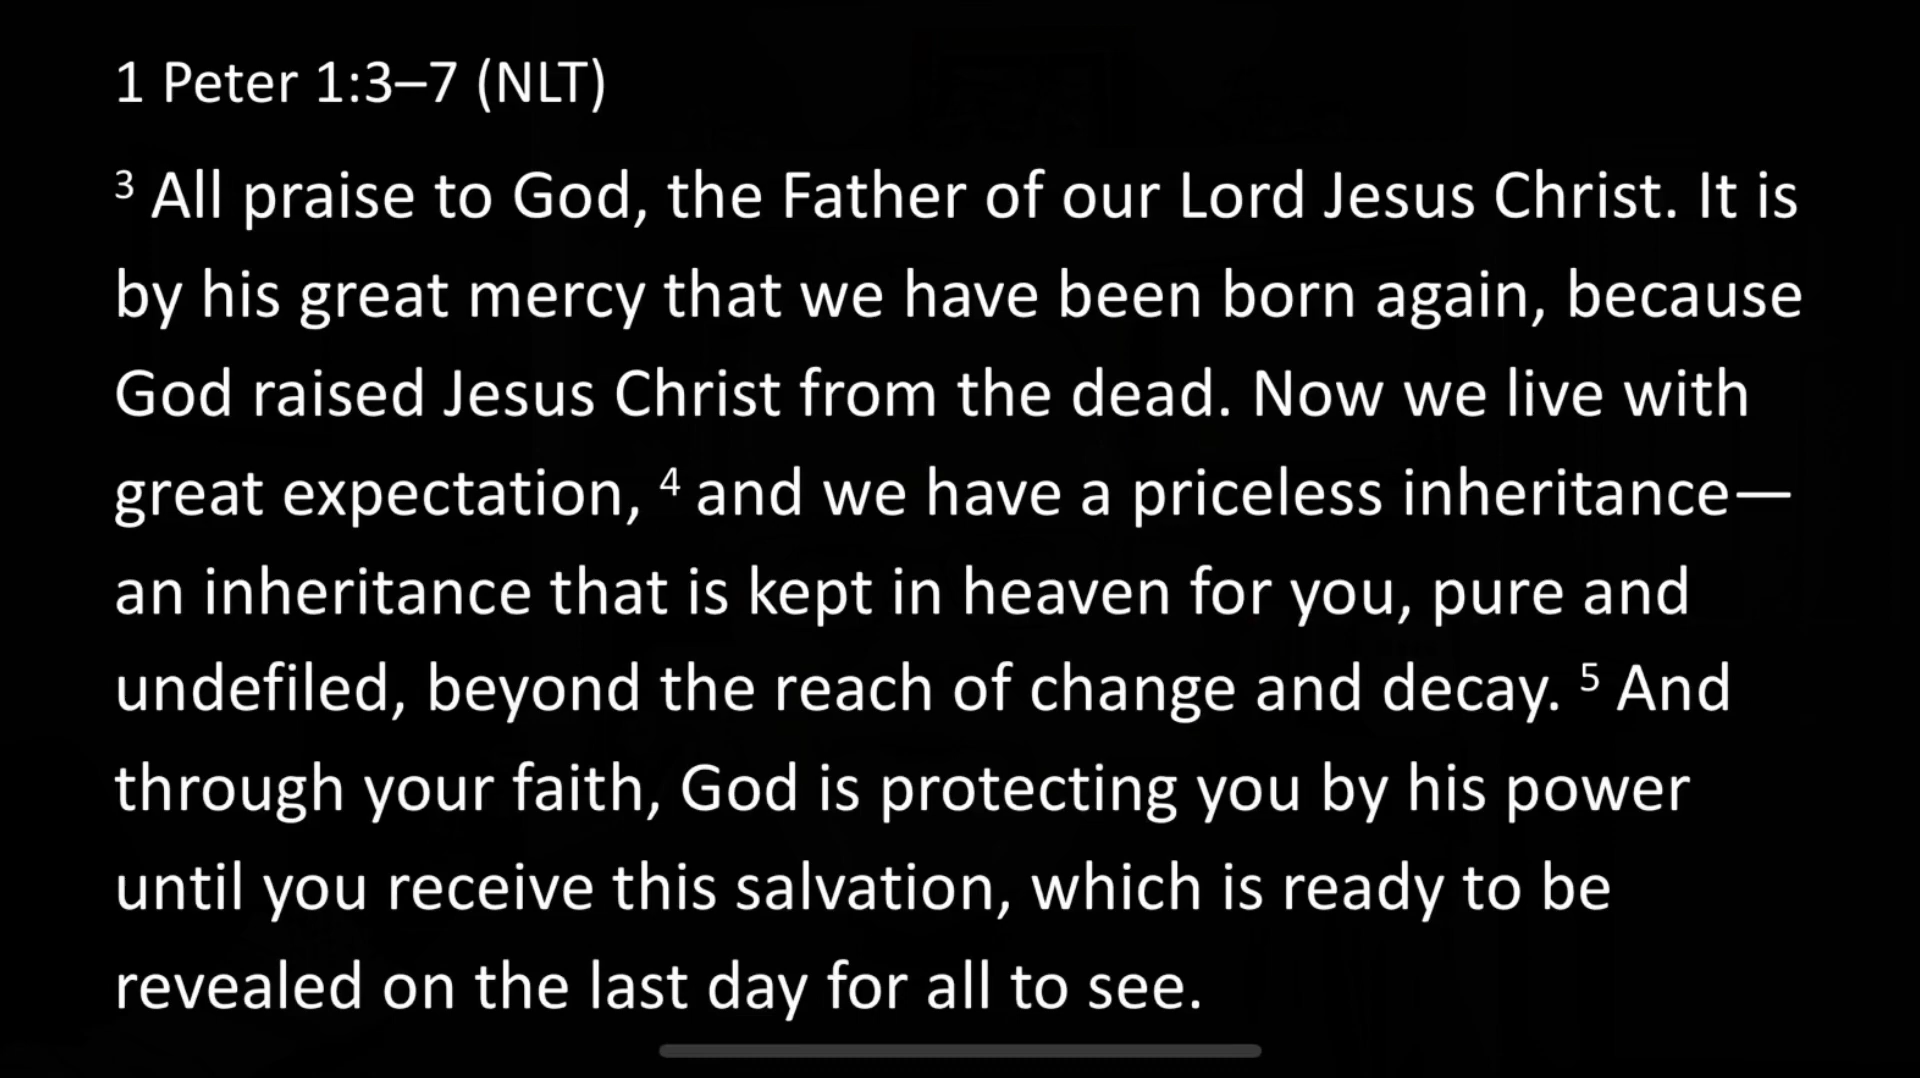 1 Peter 1:3–7 (NLT)
3 All praise to God, the Father of our Lord Jesus Christ. It is
by his great mercy that we have been born again, because
God raised Jesus Christ from the dead. Now we live with
great expectation, 4 and we have a priceless inheritance—
an inheritance that is kept in heaven for you, pure and
undefiled, beyond the reach of change and decay. 5 And
through your faith, God is protecting you by his power
until you receive this salvation, which is ready to be
revealed on the last day for all to see.